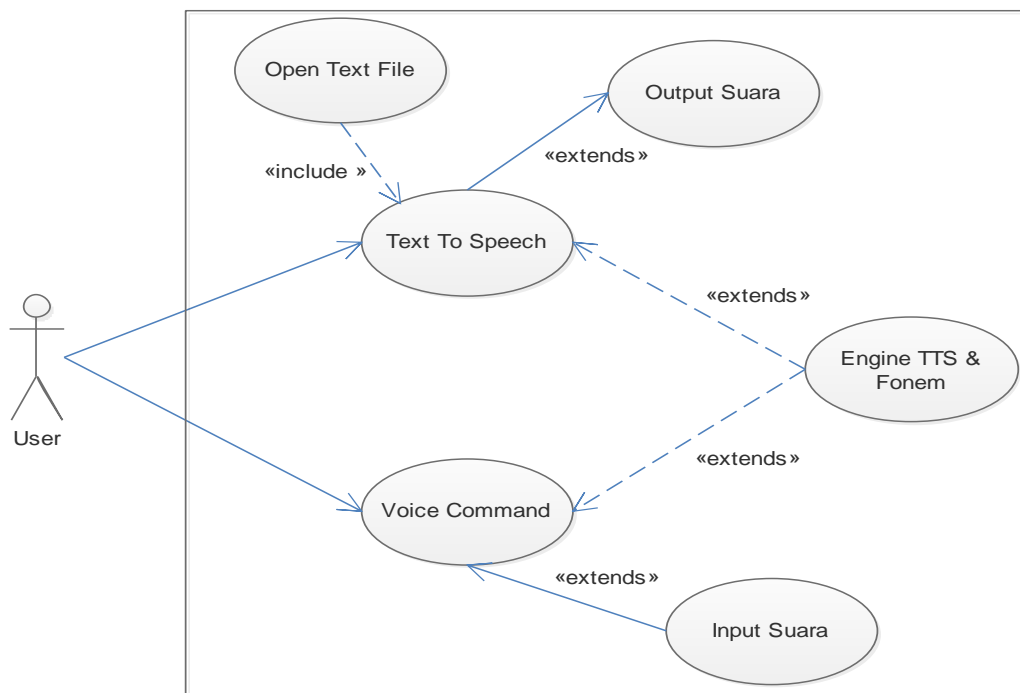 Open Text File
Output Suara
«extends»
«include »
Text To Speech
«extends»
Engine TTS &
Fonem
User
«extends»
Voice Command
«extends»
Input Suara